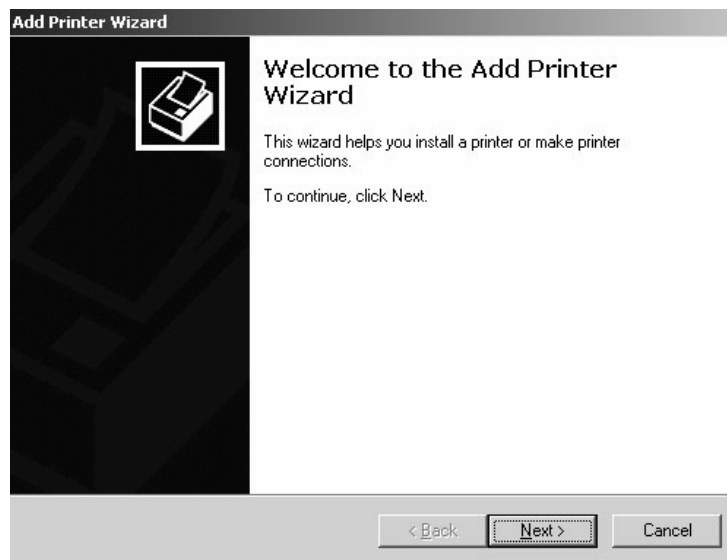 Add Printer Wizard
Welcome to the Add Printer
Wizard
This wizard helps you install a printer or make printer
connections.
To continue, click Next.
< Back
Next >
Cancel